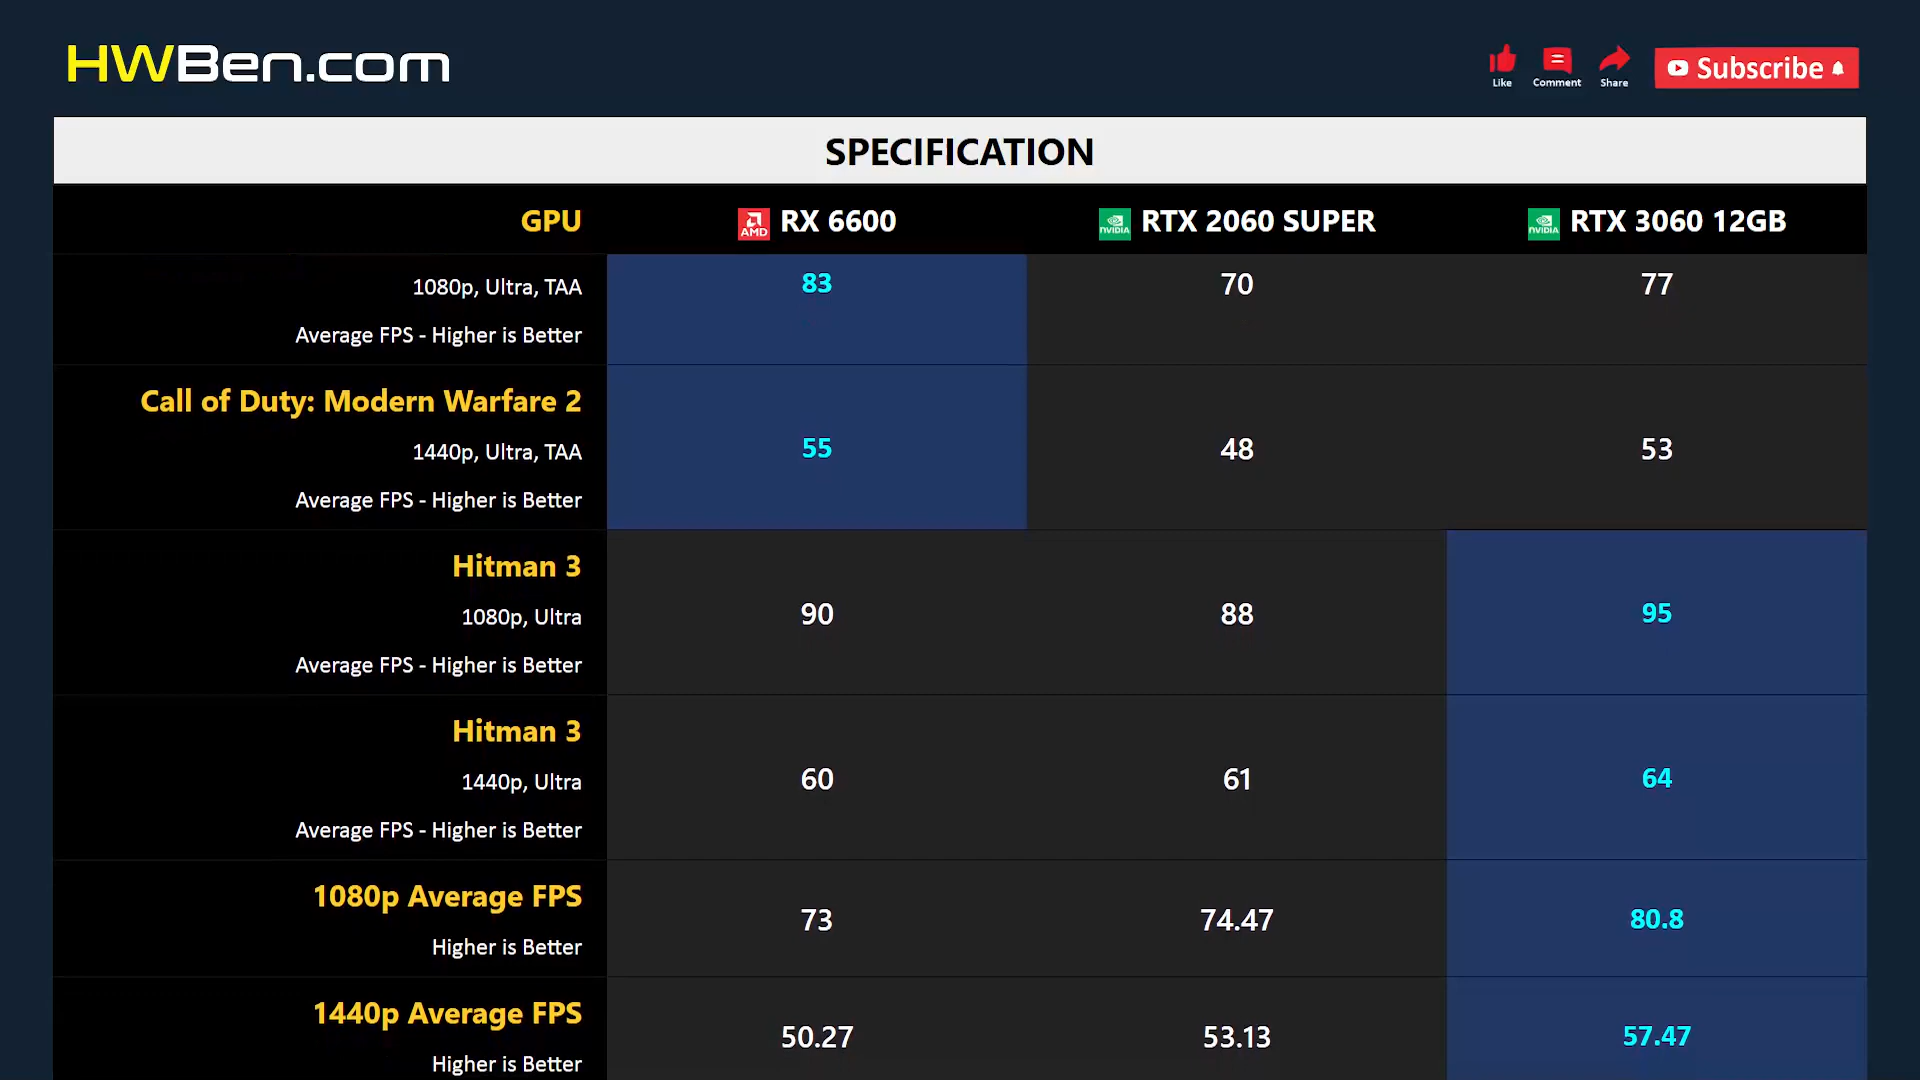 HWBen.com
Like
Comment
Share
Subscribe
SPECIFICATION
GPU
AMD
RX 6600
NVIDIA
RTX 2060 SUPER
NVIDIA
RTX 3060 12GB
1080p, Ultra, TAA
Average FPS - Higher is Better
83
70
77
Call of Duty: Modern Warfare 2
1440p, Ultra, TAA
Average FPS - Higher is Better
55
48
53
Hitman 3
1080p, Ultra
Average FPS - Higher is Better
90
88
95
Hitman 3
1440p, Ultra
Average FPS - Higher is Better
60
61
64
1080p Average FPS
Higher is Better
73
74.47
80.8
1440p Average FPS
Higher is Better
50.27
53.13
57.47